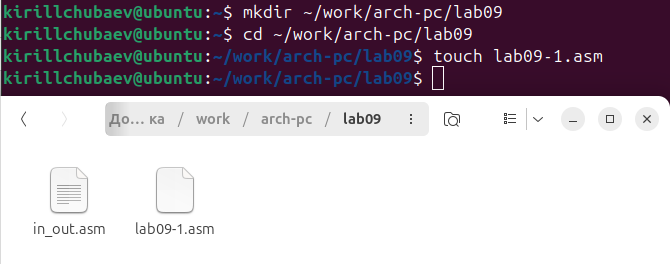 kirillchubaev@ubuntu:~$ mkdir ~/work/arch-pc/lab09
kirillchubaev@ubuntu:~$ cd ~/work/arch-pc/lab09
kirillchubaev@ubuntu:~/work/arch-pc/lab09$ touch lab09-1.asm
kirillchubaev@ubuntu:~/work/arch-pc/lab09$
До… ка / work / arch-pc / lab09
in_out.asm lab09-1.asm